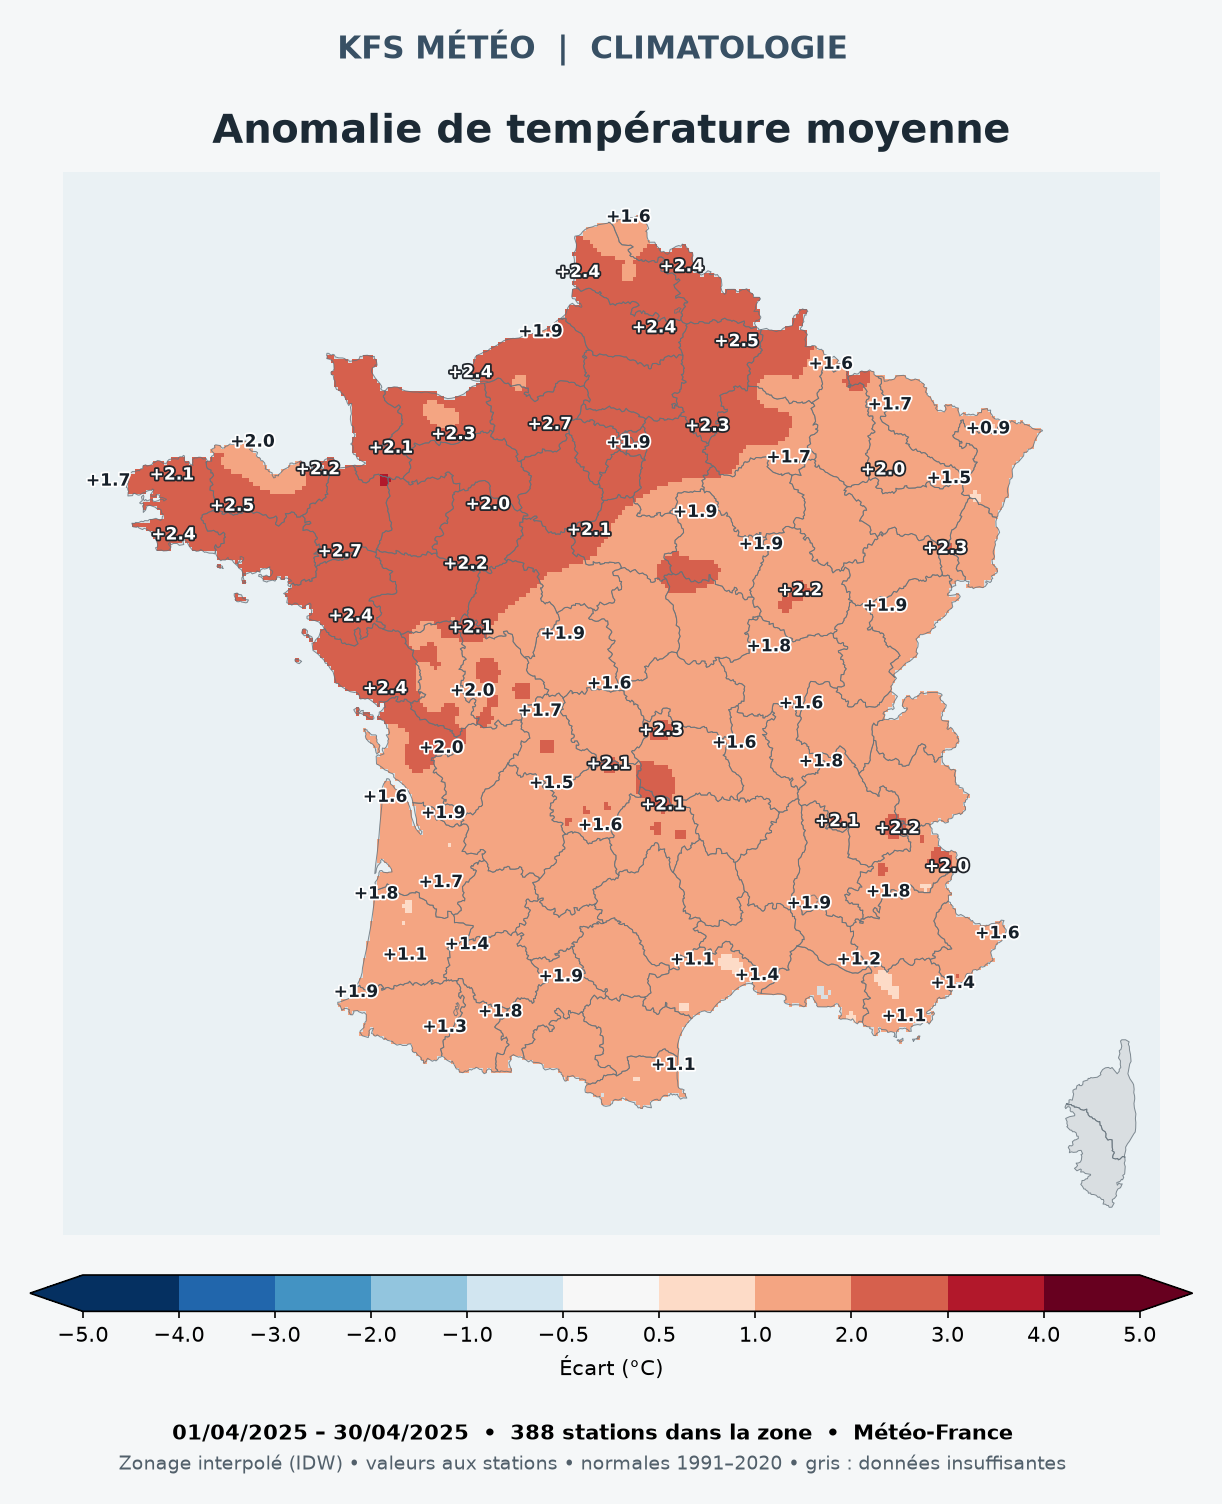 KFS MÉTÉO | CLIMATOLOGIE
Anomalie de température moyenne
+1.6
+2.4 +2.4
+1.9 +2.4 +2.5
+2.4 +1.6
+1.7
+2.7 +2.3 +0.9
+2.0 +2.1 +2.3 +1.9 +1.7
+1.7 +2.1 +2.2 +2.0 +1.5
+2.5 +2.0 +1.9
+2.4 +2.1 +1.9 +2.3
+2.7 +2.2
+2.4 +2.2 +1.9
+2.1 +1.9 +1.8
+2.4 +2.0 +1.6
+1.7 +1.6
+2.0 +2.3 +1.6
+2.1 +1.8
+1.6 +1.5
+1.9 +1.6 +2.1 +2.1 +2.2
+1.8 +1.7 +1.9 +1.8 +2.0
+1.1 +1.4 +1.1 +1.2 +1.6
+1.9 +1.9 +1.4 +1.4
+1.3 +1.8 +1.1
+1.1
−5.0 −4.0 −3.0 −2.0 −1.0 −0.5 0.5 1.0 2.0 3.0 4.0 5.0
Écart (°C)
01/04/2025 – 30/04/2025 • 388 stations dans la zone • Météo-France
Zonage interpolé (IDW) • valeurs aux stations • normales 1991–2020 • gris : données insuffisantes